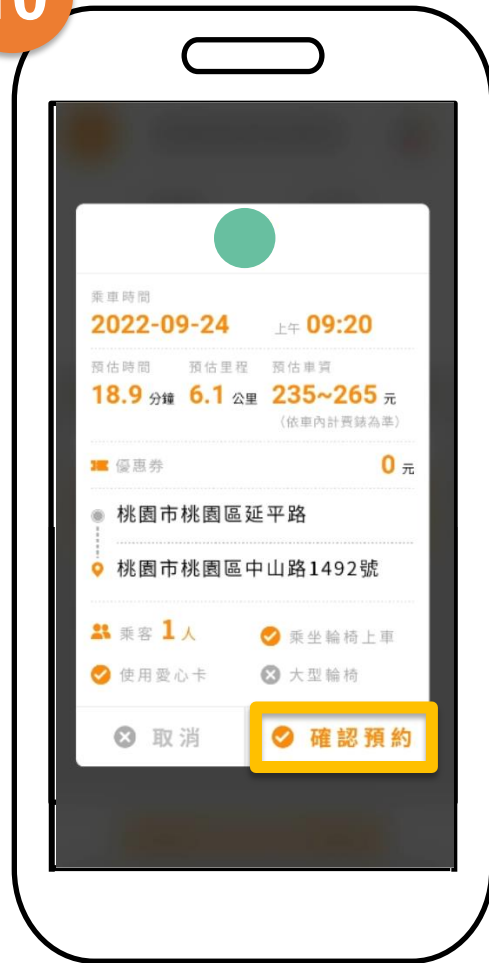 10
乘車時間
2022-09-24 上午 09:20
預估時間 預估里程 預估車資
18.9 分鐘 6.1 公里 235~265 元
(依車內計費錶為準)
優惠券 0 元
桃園市桃園區延平路
桃園市桃園區中山路1492號
乘客 1 人 乘坐輪椅上車
使用愛心卡 大型輪椅
取消 確認預約